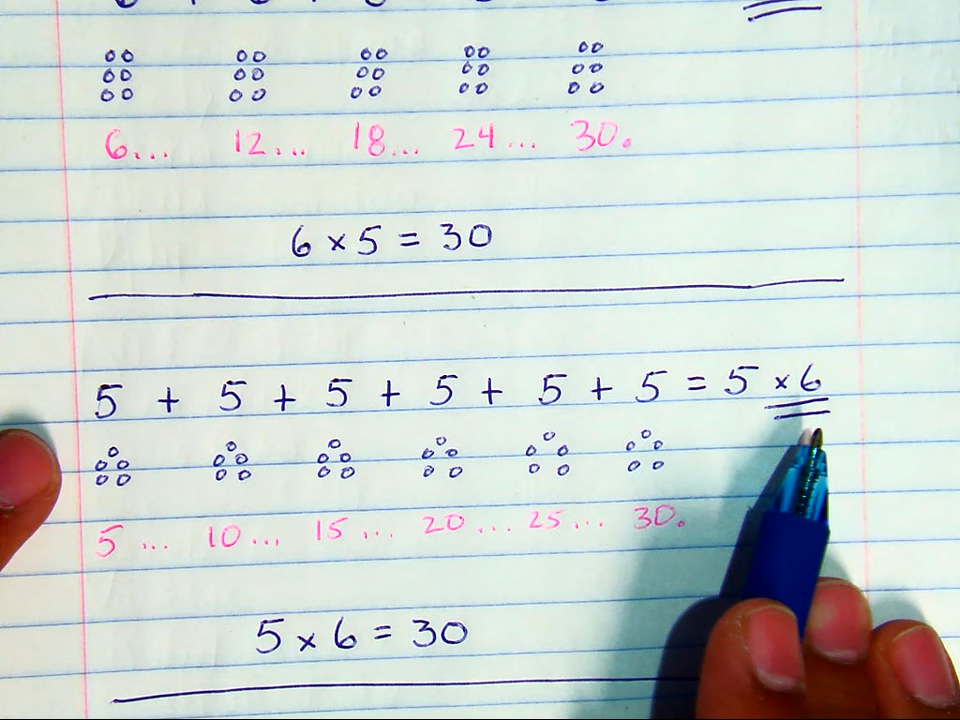 6... 12... 18... 24... 30.
6 × 5 = 30
5 + 5 + 5 + 5 + 5 + 5 = 5 × 6
5 ... 10... 15... 20... 25... 30.
5 × 6 = 30